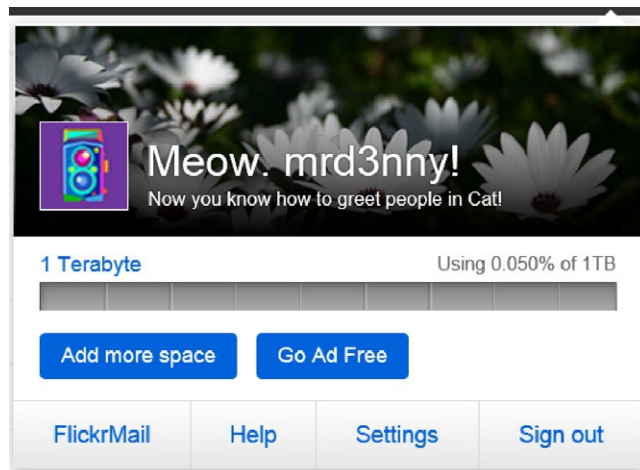 Meow. mrd3nny!
Now you know how to greet people in Cat!
1 Terabyte Using 0.050% of 1TB
Add more space Go Ad Free
FlickrMail Help Settings Sign out